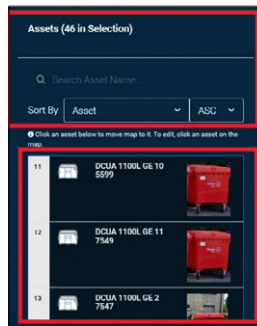 Assets (46 in Selection)
Search Asset Name...
Sort By Asset ASC
Click an asset below to move map to it. To edit, click an asset on the
map.
11 DCUA 1100L GE 10
5599
12 DCUA 1100L GE 11
7549
13 DCUA 1100L GE 2
7547